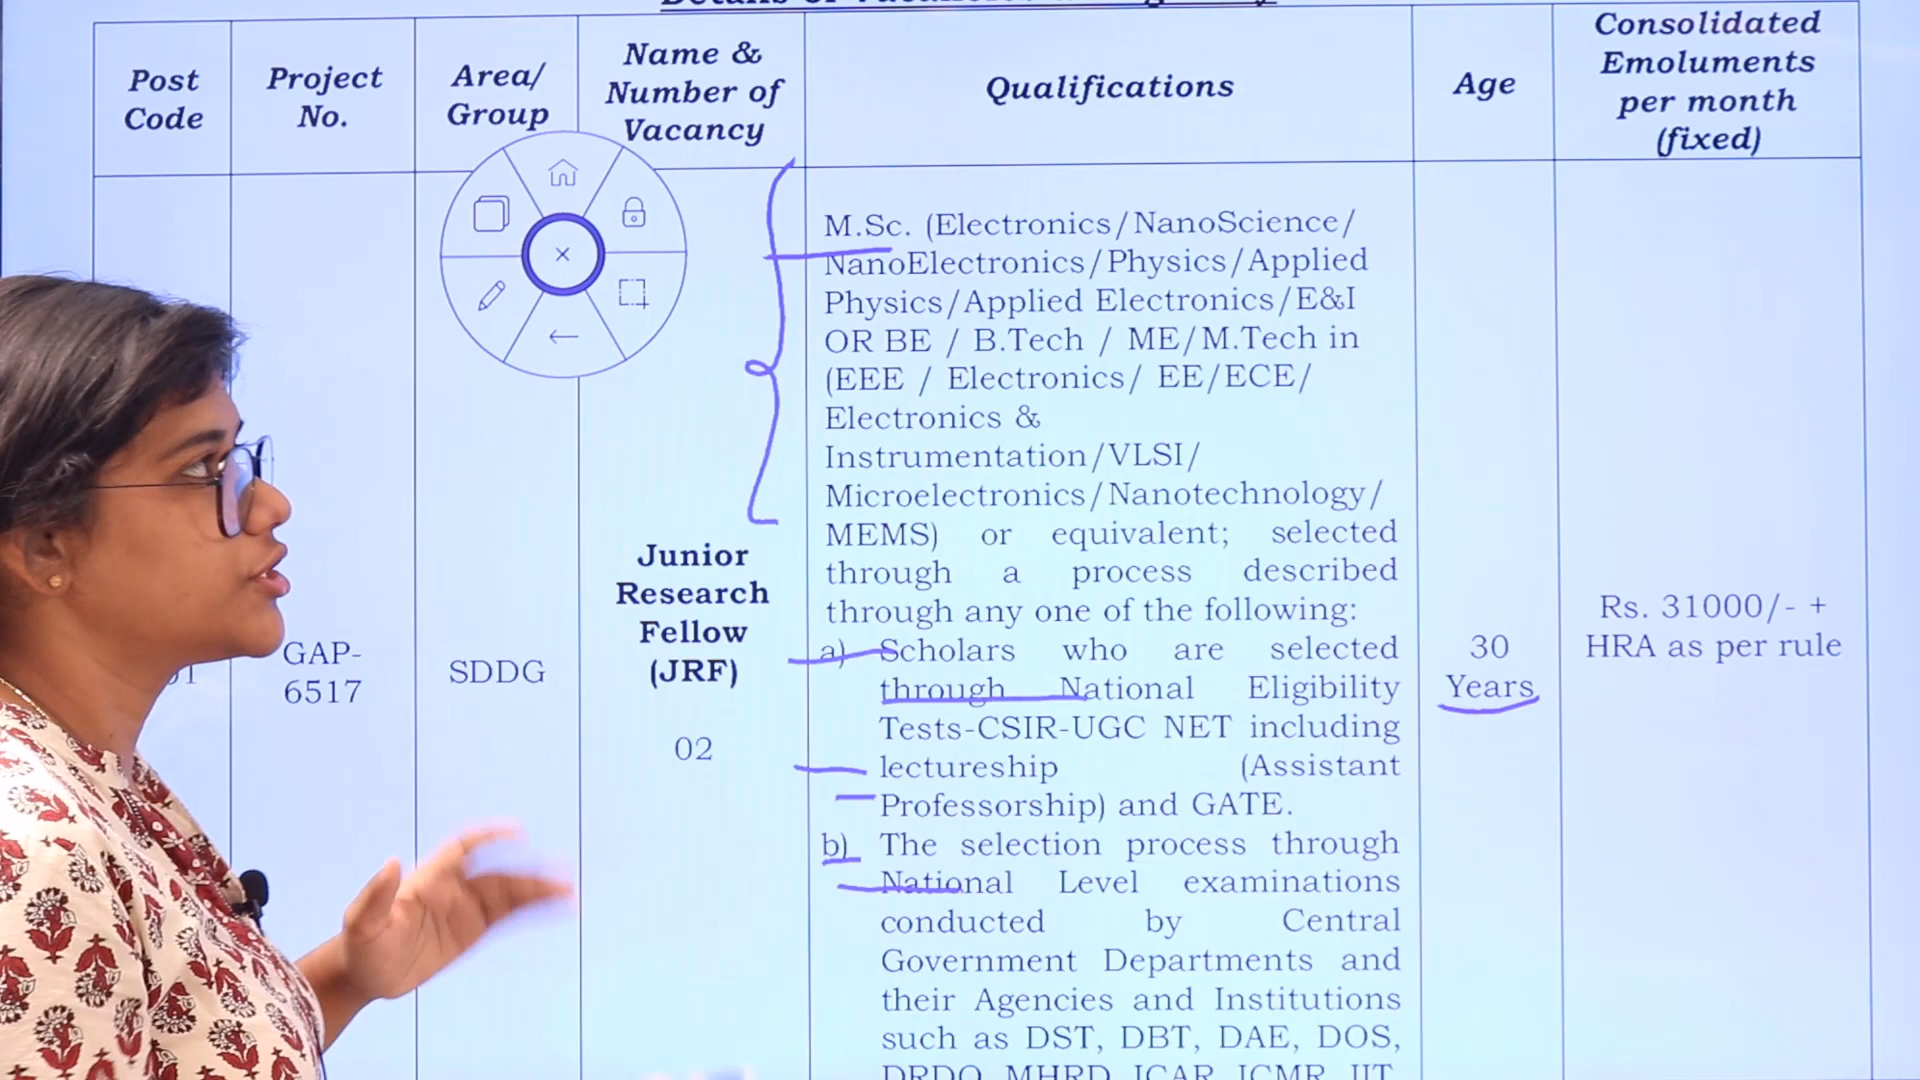 Post
Code
Project
No.
Area/
Group
Name &
Number of
Vacancy
Qualifications
Age
Consolidated
Emoluments
per month
(fixed)
GAP-
6517
SDDG
Junior
Research
Fellow
(JRF)
02
M.Sc. (Electronics/NanoScience/
NanoElectronics/Physics/Applied
Physics/Applied Electronics/E&I
OR BE / B.Tech / ME/M.Tech in
(EEE / Electronics/ EE/ECE/
Electronics &
Instrumentation/VLSI/
Microelectronics/Nanotechnology/
MEMS) or equivalent; selected
through a process described
through any one of the following:
a) Scholars who are selected
through National Eligibility
Tests-CSIR-UGC NET including
lectureship (Assistant
Professorship) and GATE.
b) The selection process through
National Level examinations
conducted by Central
Government Departments and
their Agencies and Institutions
such as DST, DBT, DAE, DOS,
DRDO, MHRD, ICAR, ICMR, IIT,
30
Years
Rs. 31000/- +
HRA as per rule